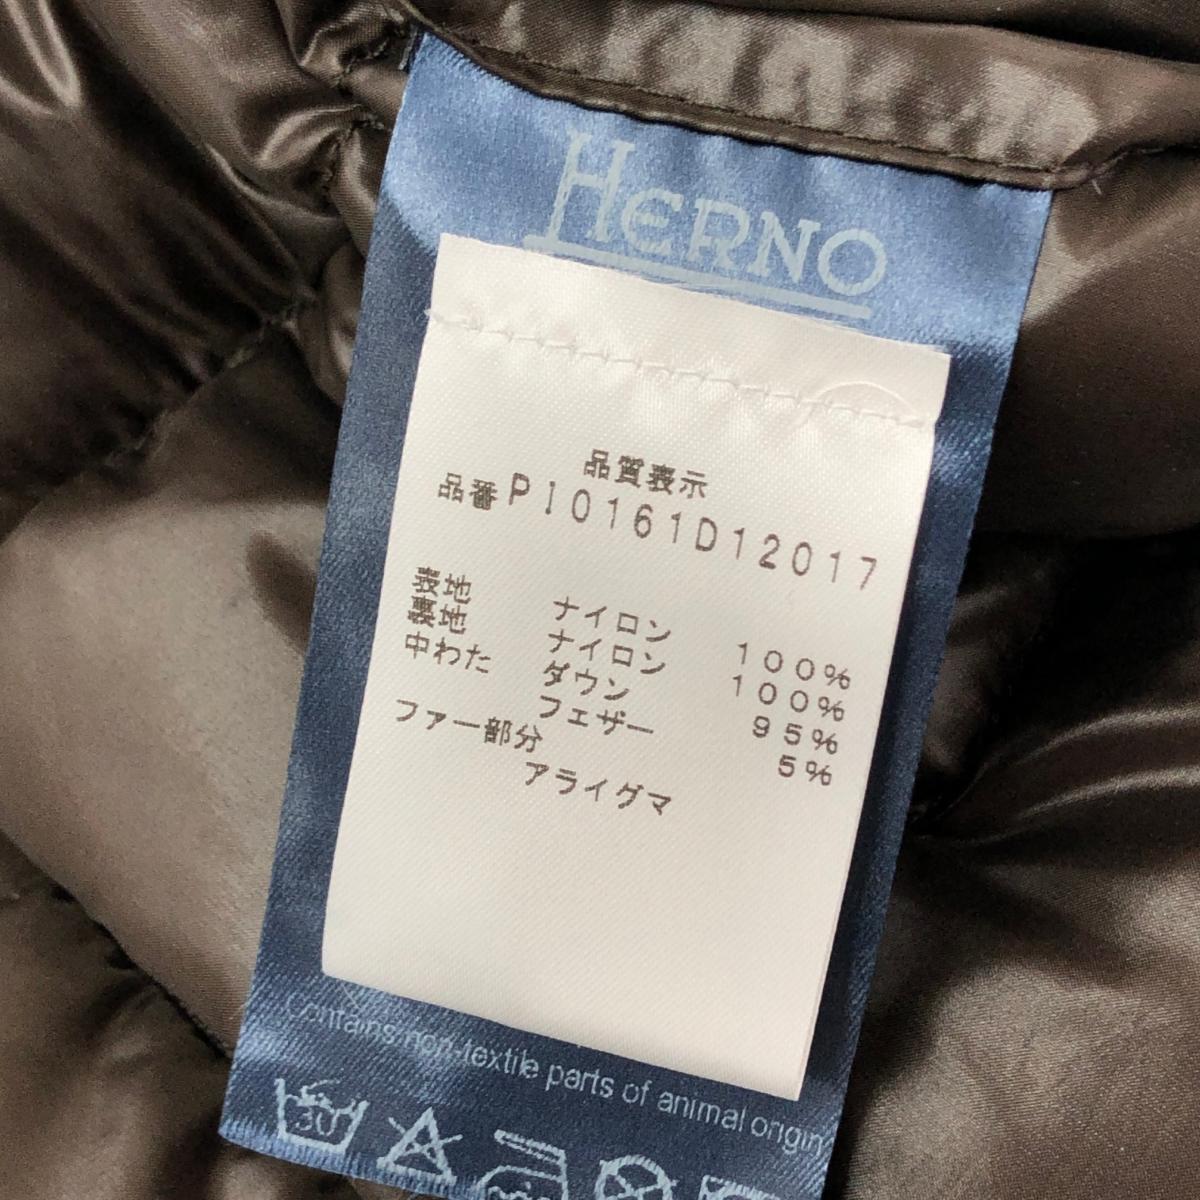 HERNO
品質表示
品番 PI0161D12017
表地 ナイロン 100%
裏地 ナイロン 100%
中わた ダウン 95%
フェザー 5%
ファー部分
アライグマ
Contains non-textile parts of animal origin
30